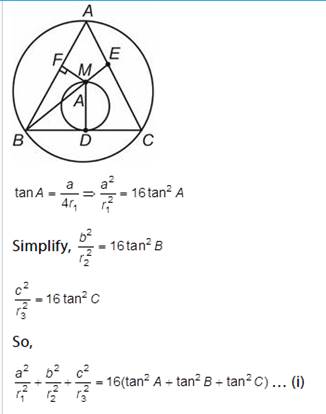 A
F
E
M
A
B
D
C
tan A = a/4r₁ ⇒ a²/r₁² = 16 tan² A
Simplify, b²/r₂² = 16 tan² B
c²/r₃² = 16 tan² C
So,
a²/r₁² + b²/r₂² + c²/r₃² = 16(tan² A + tan² B + tan² C) ... (i)